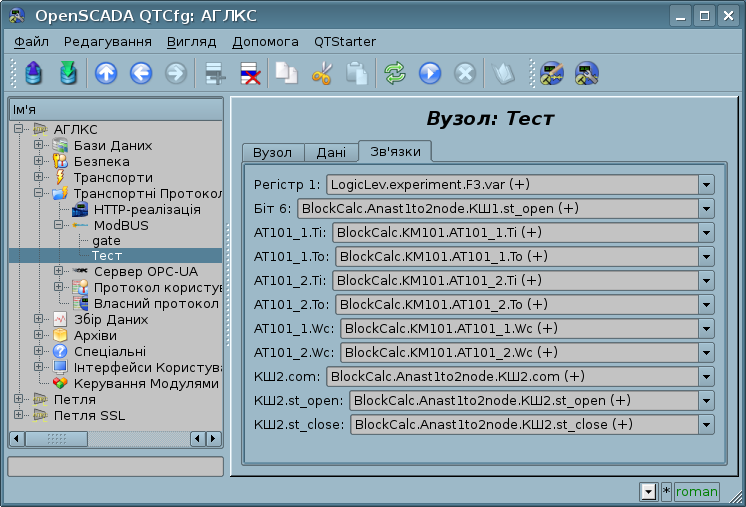 OpenSCADA QTCfg: АГЛКС
Файл Редагування Вигляд Допомога QTStarter
Ім'я
АГЛКС
Бази Даних
Безпека
Транспорти
Транспортні Протокол
HTTP-реалізація
ModBUS
gate
Тест
Сервер OPC-UA
Протокол користув
Власний протокол
Збір Даних
Архіви
Спеціальні
Інтерфейси Користува
Керування Модулями
Петля
Петля SSL
Вузол: Тест
Вузол Дані Зв'язки
Регістр 1: LogicLev.experiment.F3.var (+)
Біт 6: BlockCalc.Anast1to2node.КШ1.st_open (+)
AT101_1.Ti: BlockCalc.KM101.AT101_1.Ti (+)
AT101_1.To: BlockCalc.KM101.AT101_1.To (+)
AT101_2.Ti: BlockCalc.KM101.AT101_2.Ti (+)
AT101_2.To: BlockCalc.KM101.AT101_2.To (+)
AT101_1.Wc: BlockCalc.KM101.AT101_1.Wc (+)
AT101_2.Wc: BlockCalc.KM101.AT101_2.Wc (+)
КШ2.com: BlockCalc.Anast1to2node.КШ2.com (+)
КШ2.st_open: BlockCalc.Anast1to2node.КШ2.st_open (+)
КШ2.st_close: BlockCalc.Anast1to2node.КШ2.st_close (+)
* roman